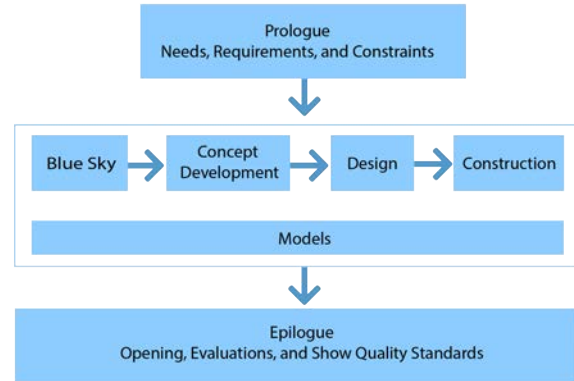 Prologue
Needs, Requirements, and Constraints
Blue Sky
Concept
Development
Design
Construction
Models
Epilogue
Opening, Evaluations, and Show Quality Standards